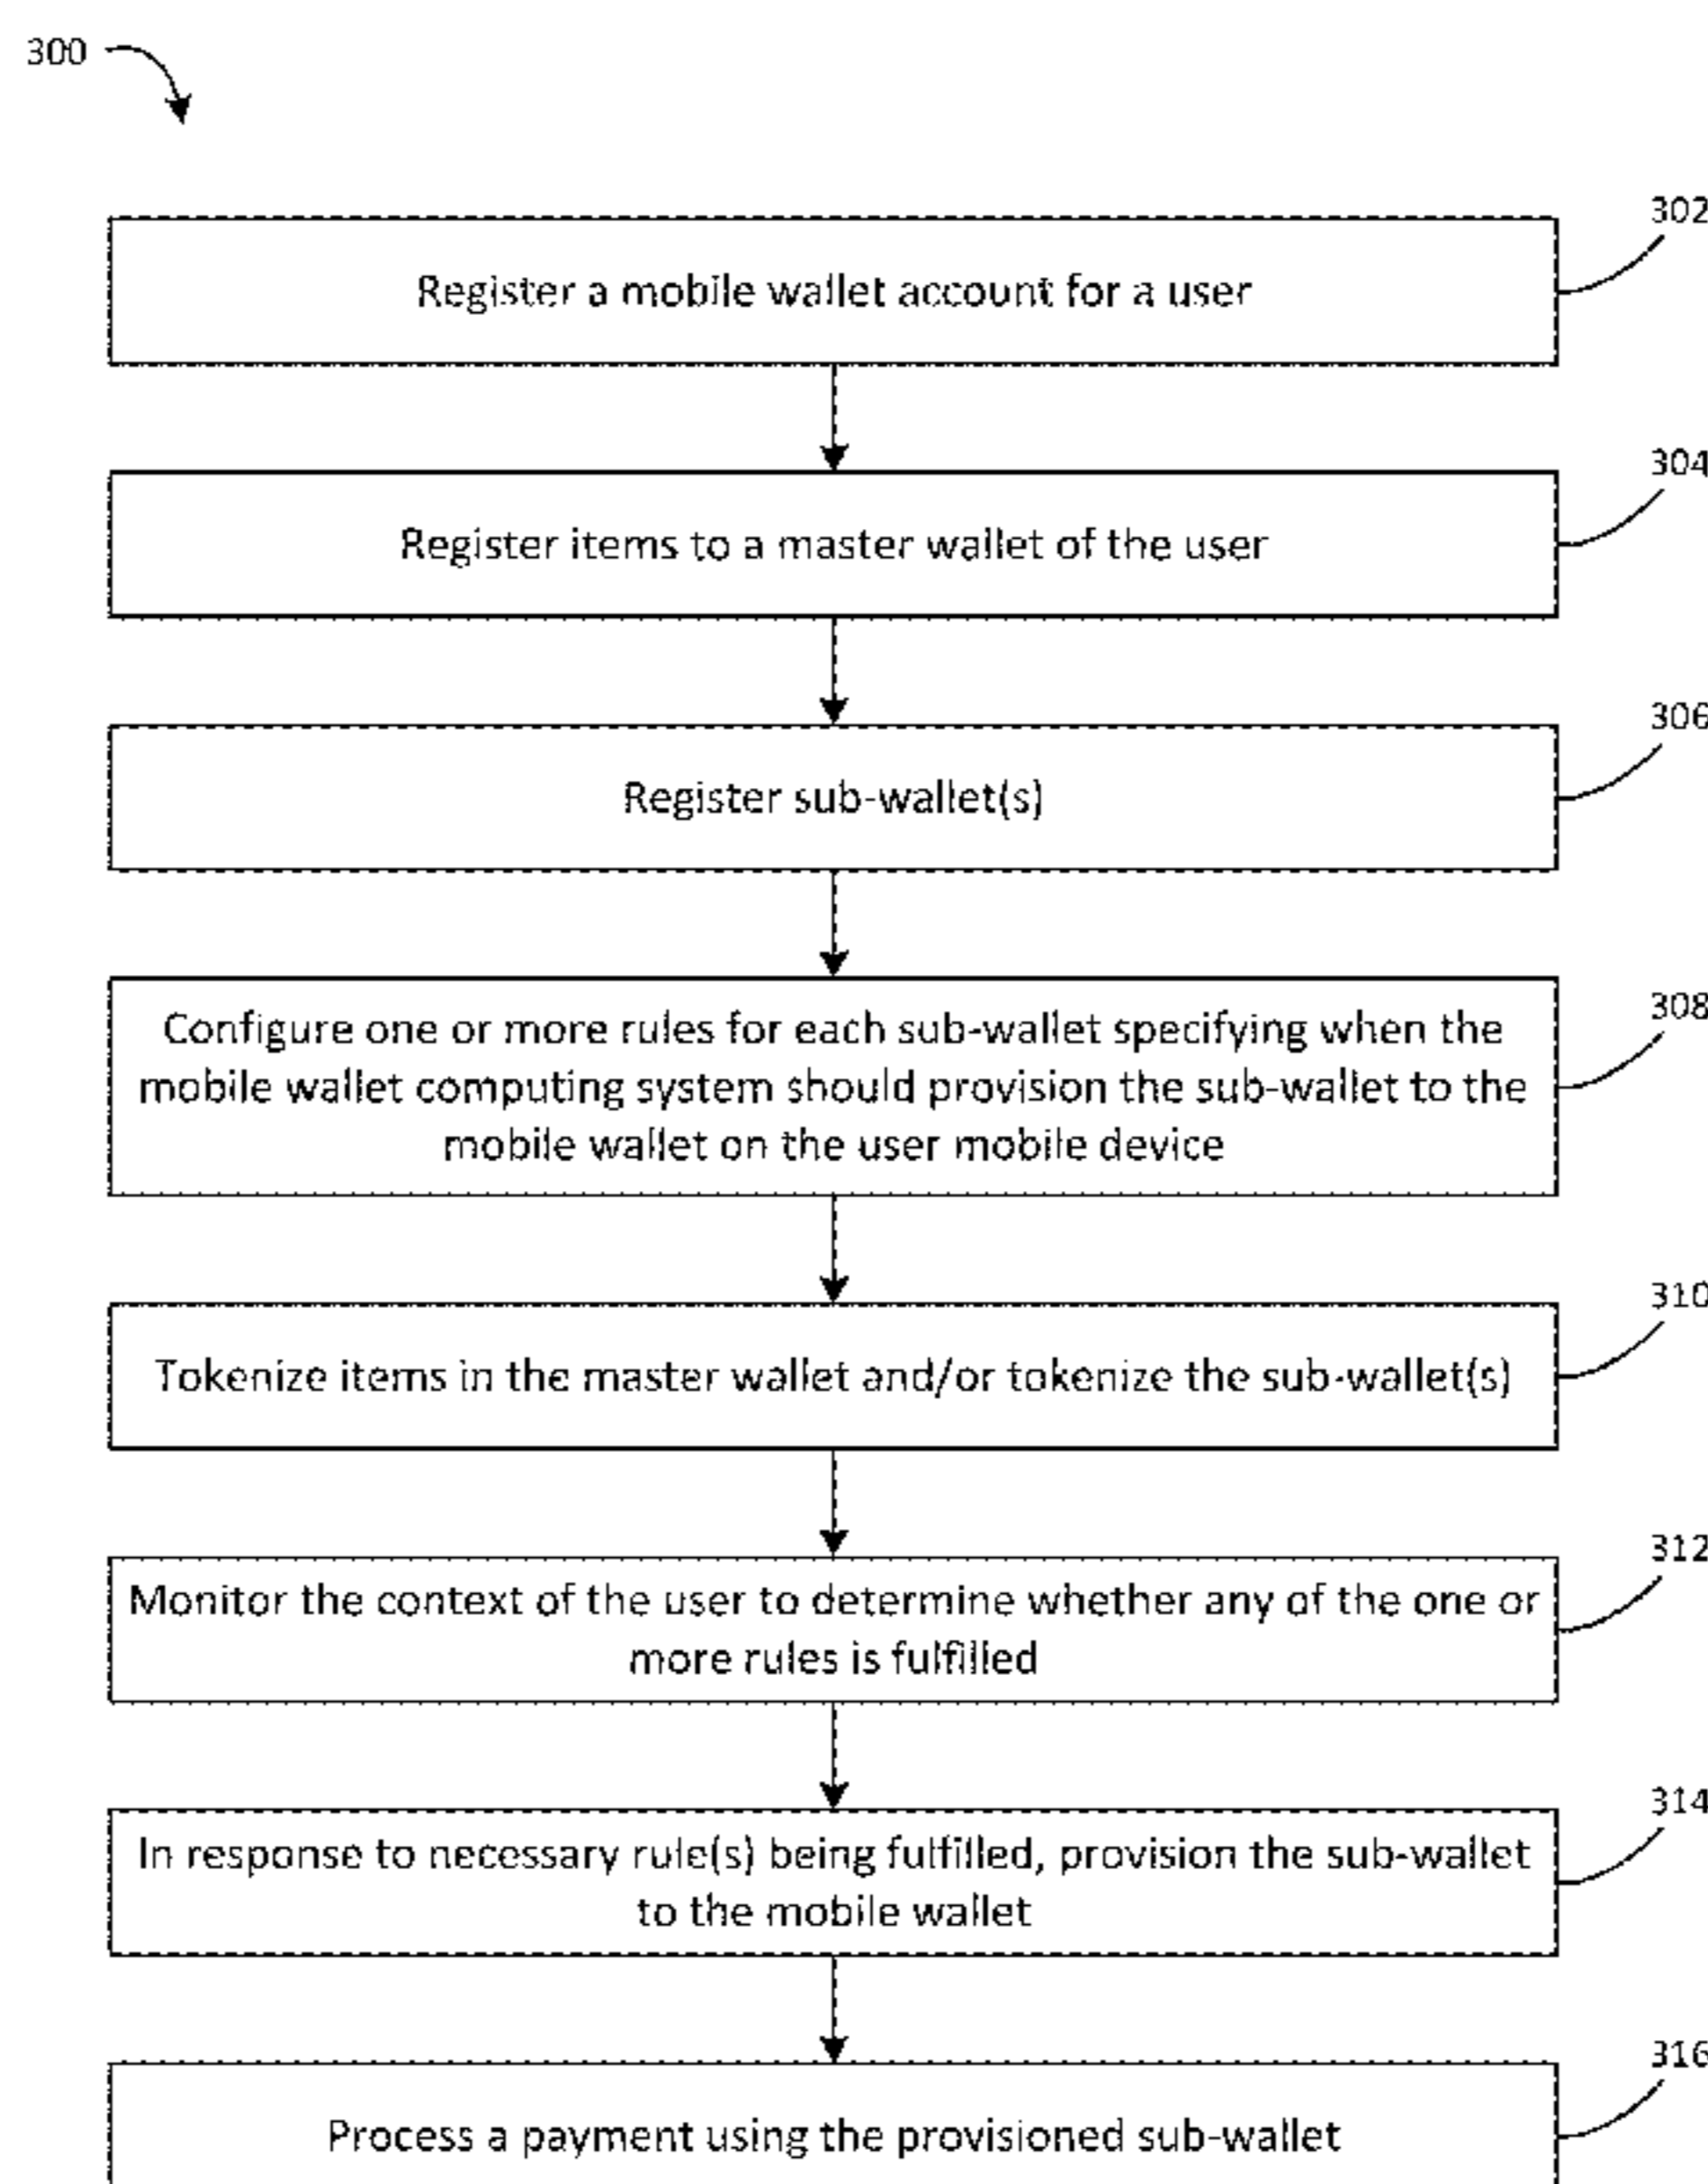 300
302
Register a mobile wallet account for a user
304
Register items to a master wallet of the user
306
Register sub-wallet(s)
308
Configure one or more rules for each sub-wallet specifying when the
mobile wallet computing system should provision the sub-wallet to the
mobile wallet on the user mobile device
310
Tokenize items in the master wallet and/or tokenize the sub-wallet(s)
312
Monitor the context of the user to determine whether any of the one or
more rules is fulfilled
314
In response to necessary rule(s) being fulfilled, provision the sub-wallet
to the mobile wallet
316
Process a payment using the provisioned sub-wallet